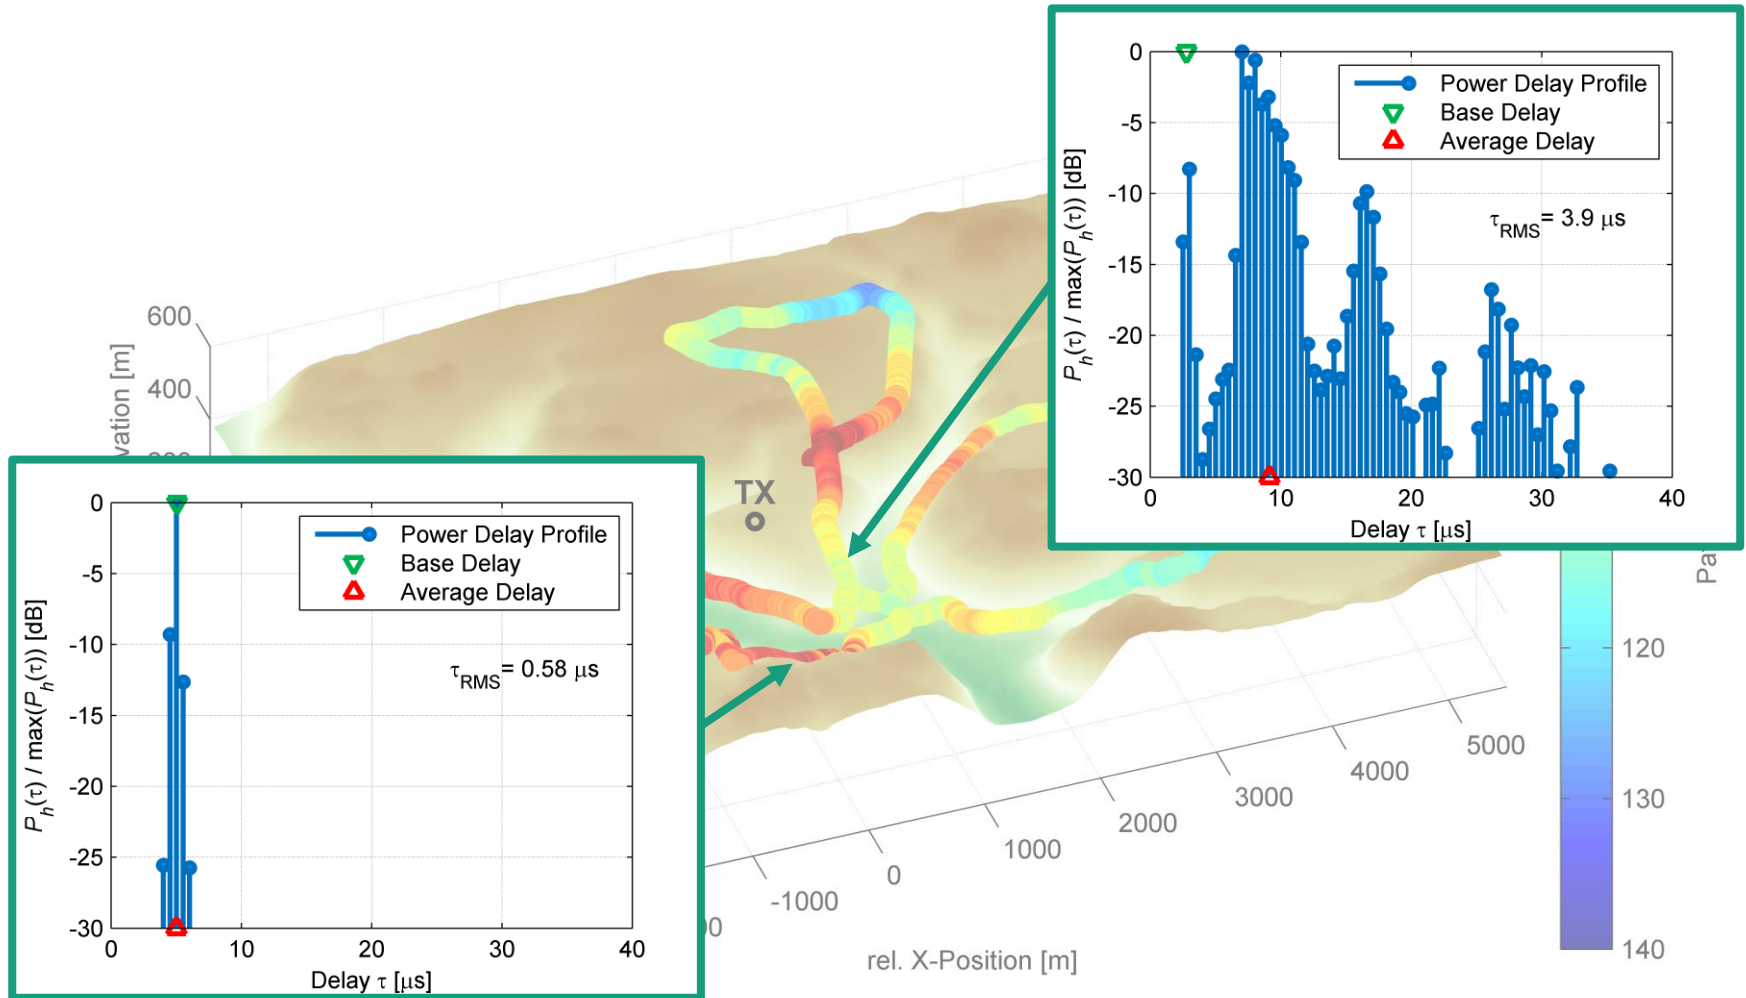 0
-5
-10
-15
-20
-25
-30
0
10
20
30
40
Power Delay Profile
Base Delay
Average Delay
τRMS= 3.9 μs
Ph(τ) / max(Ph(τ)) [dB]
Delay τ [μs]
600
400
vation [m]
TX
0
-5
-10
-15
-20
-25
-30
0
10
20
30
40
Power Delay Profile
Base Delay
Average Delay
τRMS= 0.58 μs
Ph(τ) / max(Ph(τ)) [dB]
Delay τ [μs]
Pa
120
130
140
5000
4000
3000
2000
1000
0
-1000
rel. X-Position [m]